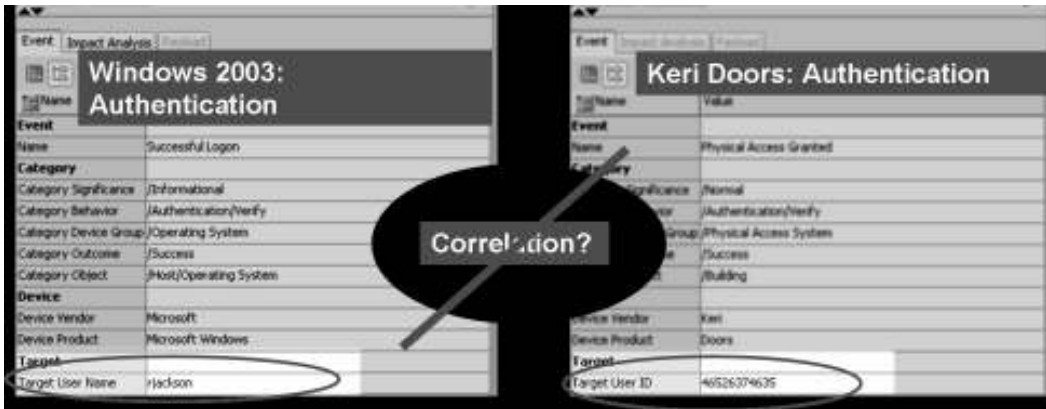 Event Impact Analysis
Windows 2003:
Authentication
Name
Event
Name Successful Logon
Category
Category Significance /Informational
Category Behavior /Authentication/Verify
Category Device Group /Operating System
Category Outcome /Success
Category Object /Host/Operating System
Device
Device Vendor Microsoft
Device Product Microsoft Windows
Target
Target User Name rjackson
Correlation?
Event
Keri Doors: Authentication
Name Value
Event
Name Physical Access Granted
Category
Significance /Normal
/Authentication/Verify
Group /Physical Access System
/Success
/Building
Device Vendor Keri
Device Product Doors
Target
Target User ID 46526374635